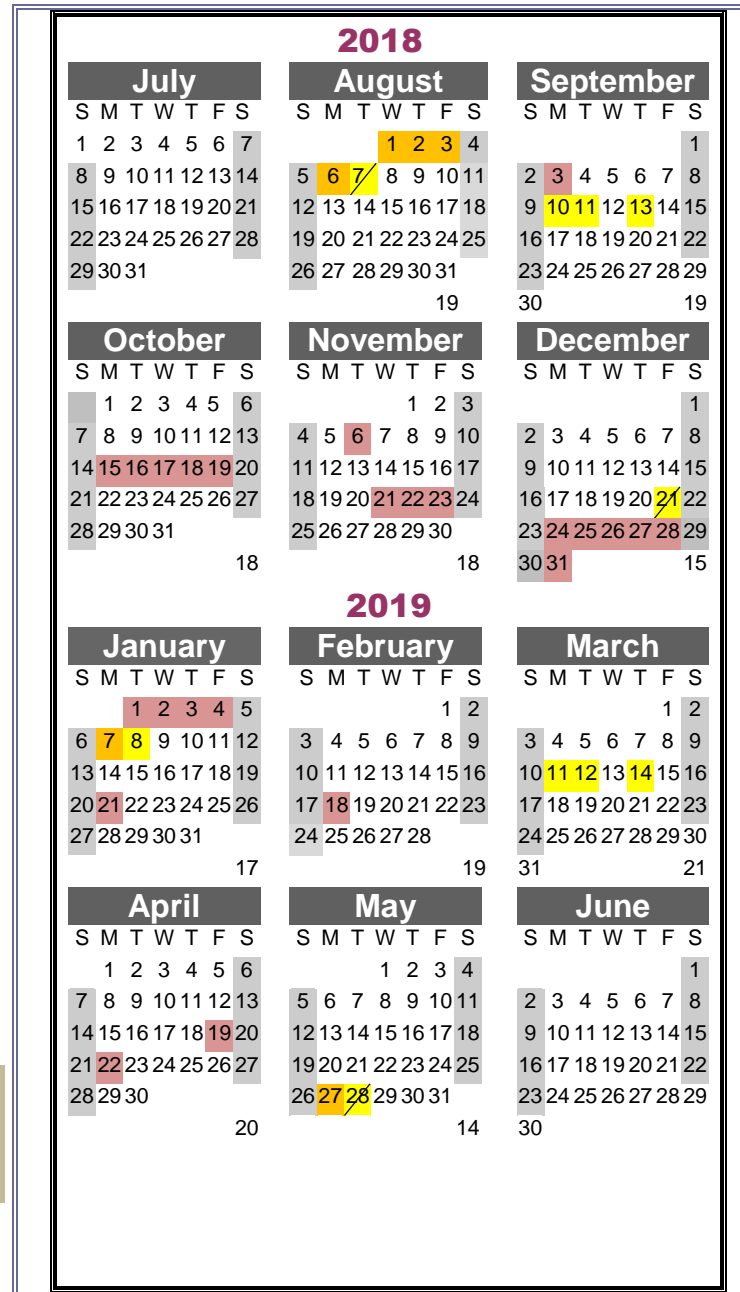 2018
July August September
S M T W T F S S M T W T F S S M T W T F S
1 2 3 4 5 6 7 1 2 3 4 1
8 9 10 11 12 13 14 5 6 7 8 9 10 11 2 3 4 5 6 7 8
15 16 17 18 19 20 21 12 13 14 15 16 17 18 9 10 11 12 13 14 15
22 23 24 25 26 27 28 19 20 21 22 23 24 25 16 17 18 19 20 21 22
29 30 31 26 27 28 29 30 31 23 24 25 26 27 28 29
19 30 19
October November December
S M T W T F S S M T W T F S S M T W T F S
1 2 3 4 5 6 1 2 3 1
7 8 9 10 11 12 13 4 5 6 7 8 9 10 2 3 4 5 6 7 8
14 15 16 17 18 19 20 11 12 13 14 15 16 17 9 10 11 12 13 14 15
21 22 23 24 25 26 27 18 19 20 21 22 23 24 16 17 18 19 20 21 22
28 29 30 31 25 26 27 28 29 30 23 24 25 26 27 28 29
18 18 30 31 15
2019
January February March
S M T W T F S S M T W T F S S M T W T F S
1 2 3 4 5 1 2 1 2
6 7 8 9 10 11 12 3 4 5 6 7 8 9 3 4 5 6 7 8 9
13 14 15 16 17 18 19 10 11 12 13 14 15 16 10 11 12 13 14 15 16
20 21 22 23 24 25 26 17 18 19 20 21 22 23 17 18 19 20 21 22 23
27 28 29 30 31 24 25 26 27 28 24 25 26 27 28 29 30
17 19 31 21
April May June
S M T W T F S S M T W T F S S M T W T F S
1 2 3 4 5 6 1 2 3 4 1
7 8 9 10 11 12 13 5 6 7 8 9 10 11 2 3 4 5 6 7 8
14 15 16 17 18 19 20 12 13 14 15 16 17 18 9 10 11 12 13 14 15
21 22 23 24 25 26 27 19 20 21 22 23 24 25 16 17 18 19 20 21 22
28 29 30 26 27 28 29 30 31 23 24 25 26 27 28 29
20 14 30